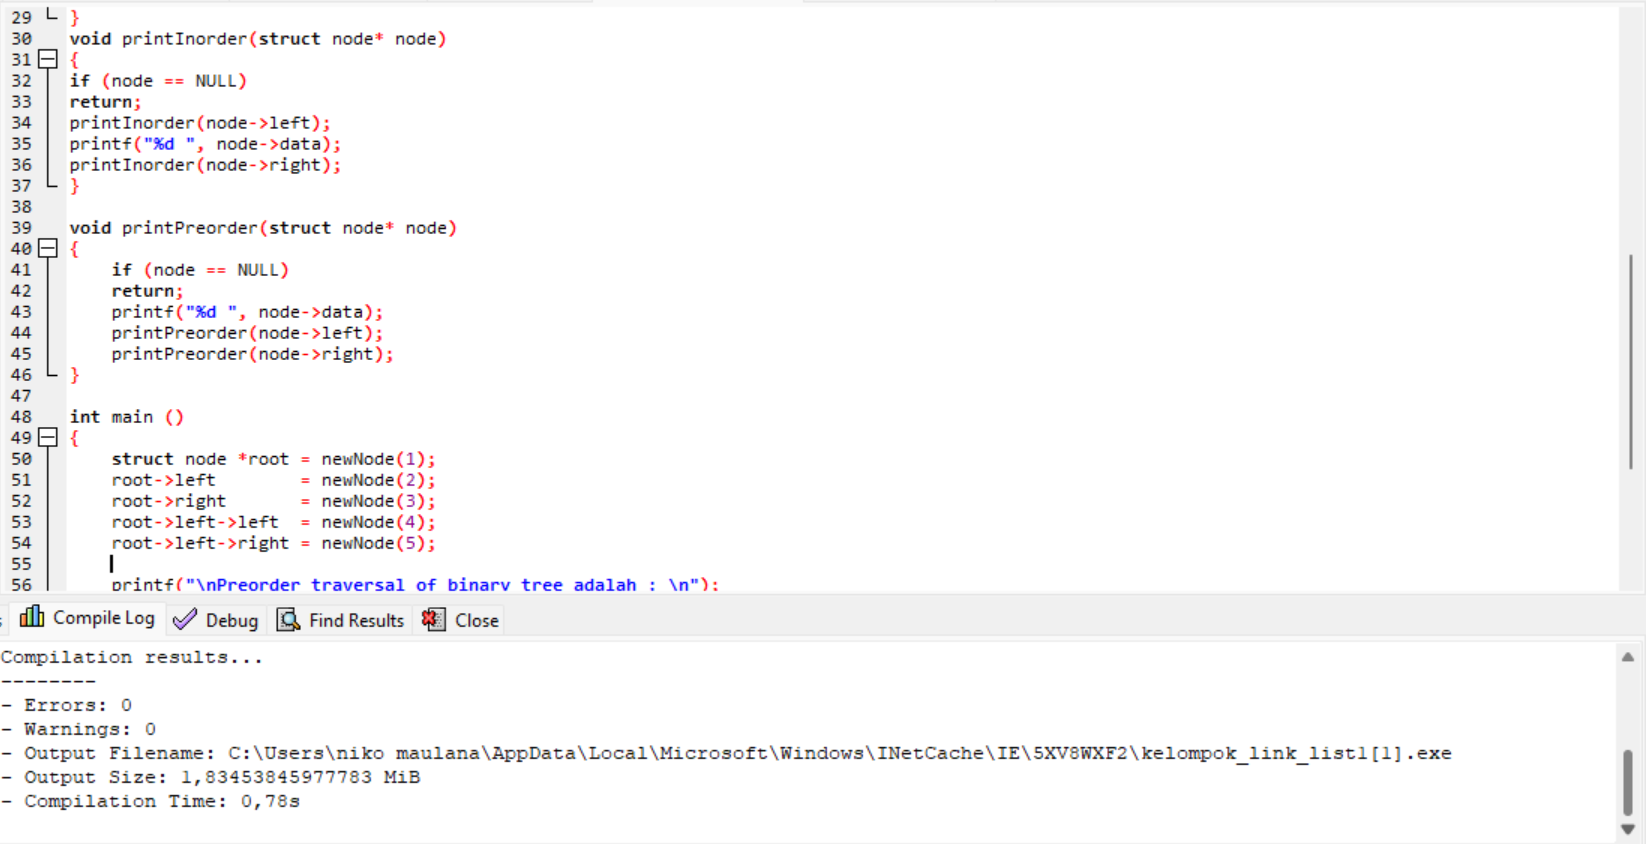 29 }
30 void printInorder(struct node* node)
31 {
32 if (node == NULL)
33 return;
34 printInorder(node->left);
35 printf("%d ", node->data);
36 printInorder(node->right);
37 }
38
39 void printPreorder(struct node* node)
40 {
41     if (node == NULL)
42     return;
43     printf("%d ", node->data);
44     printPreorder(node->left);
45     printPreorder(node->right);
46 }
47
48 int main ()
49 {
50     struct node *root = newNode(1);
51     root->left        = newNode(2);
52     root->right       = newNode(3);
53     root->left->left  = newNode(4);
54     root->left->right = newNode(5);
55
56     printf("\nPreorder traversal of binary tree adalah : \n");
Compile Log Debug Find Results Close
Compilation results...
--------
- Errors: 0
- Warnings: 0
- Output Filename: C:\Users\niko maulana\AppData\Local\Microsoft\Windows\INetCache\IE\5XV8WXF2\kelompok_link_list1[1].exe
- Output Size: 1,83453845977783 MiB
- Compilation Time: 0,78s